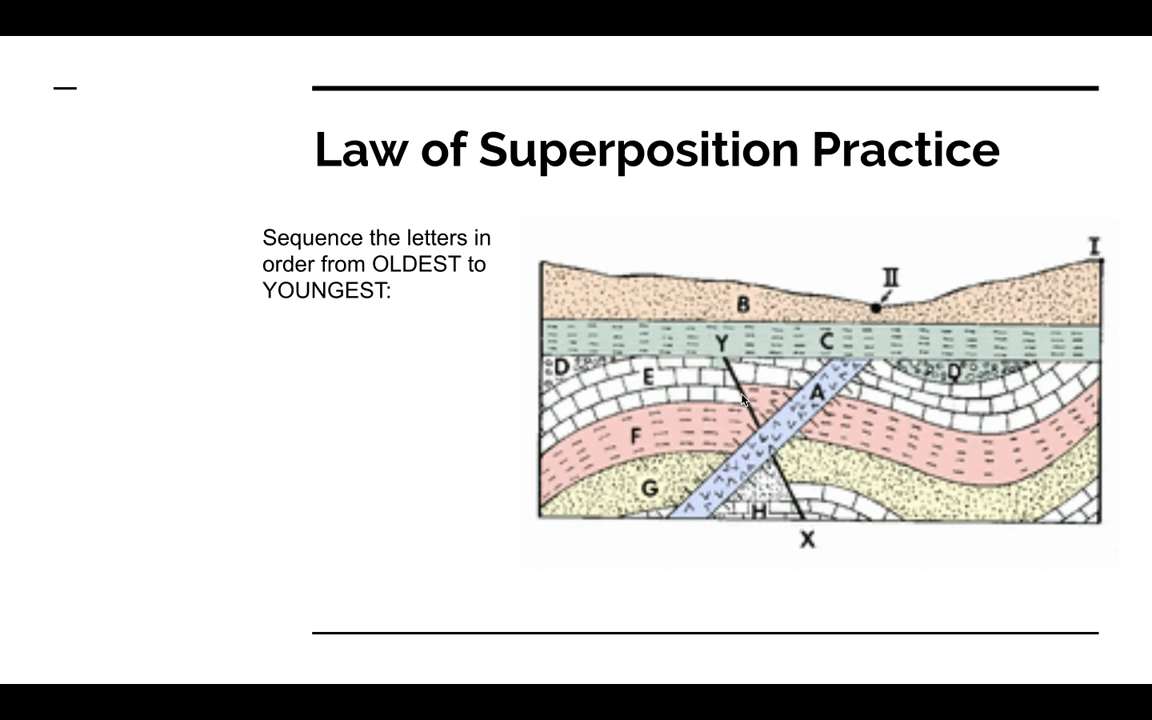 Law of Superposition Practice
Sequence the letters in
order from OLDEST to
YOUNGEST:
I
II
B
Y
C
D
E
A
D
F
G
H
X